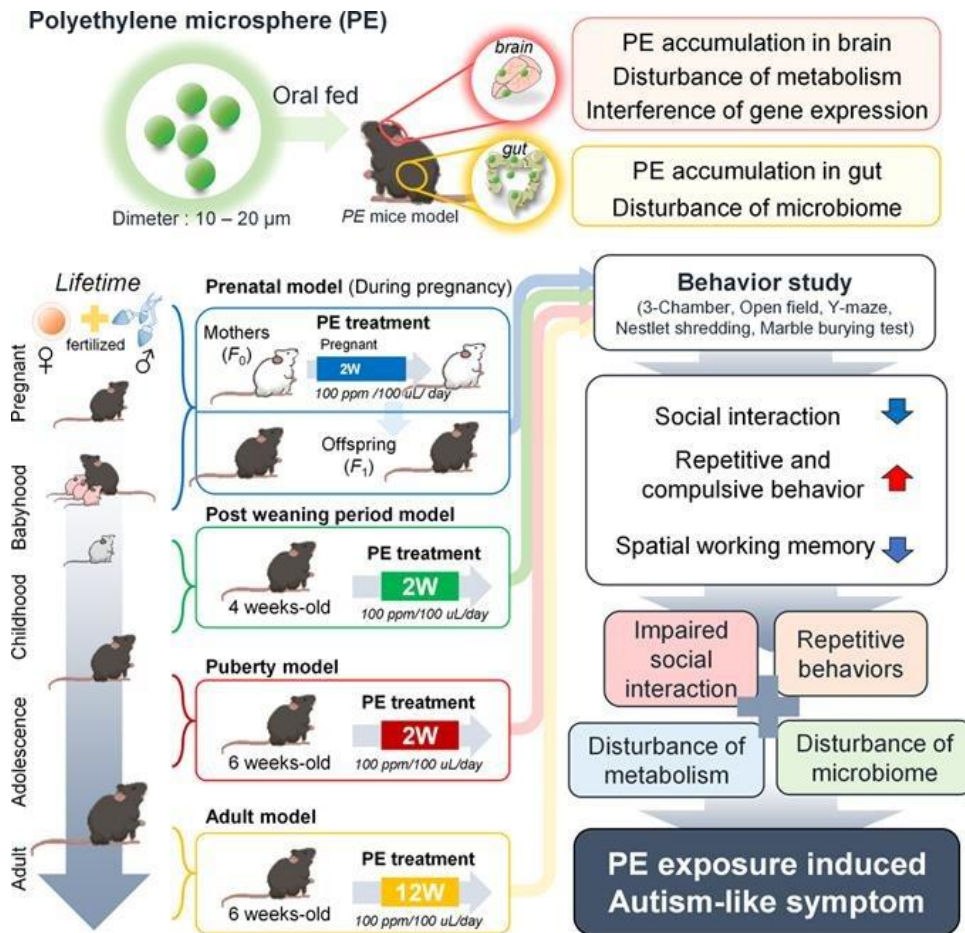 Polyethylene microsphere (PE)
Oral fed
Dimeter : 10 – 20 μm
PE mice model
brain
gut
PE accumulation in brain
Disturbance of metabolism
Interference of gene expression
PE accumulation in gut
Disturbance of microbiome
Lifetime
♀
fertilized
♂
Pregnant
Babyhood
Childhood
Adolescence
Adult
Prenatal model (During pregnancy)
Mothers
(F0)
PE treatment
Pregnant
2W
100 ppm /100 uL/ day
Offspring
(F1)
Post weaning period model
4 weeks-old
PE treatment
2W
100 ppm/100 uL/day
Puberty model
6 weeks-old
PE treatment
2W
100 ppm/100 uL/day
Adult model
6 weeks-old
PE treatment
12W
100 ppm/100 uL/day
Behavior study
(3-Chamber, Open field, Y-maze,
Nestlet shredding, Marble burying test)
Social interaction
Repetitive and
compulsive behavior
Spatial working memory
Impaired
social
interaction
Repetitive
behaviors
Disturbance of
metabolism
Disturbance of
microbiome
PE exposure induced
Autism-like symptom